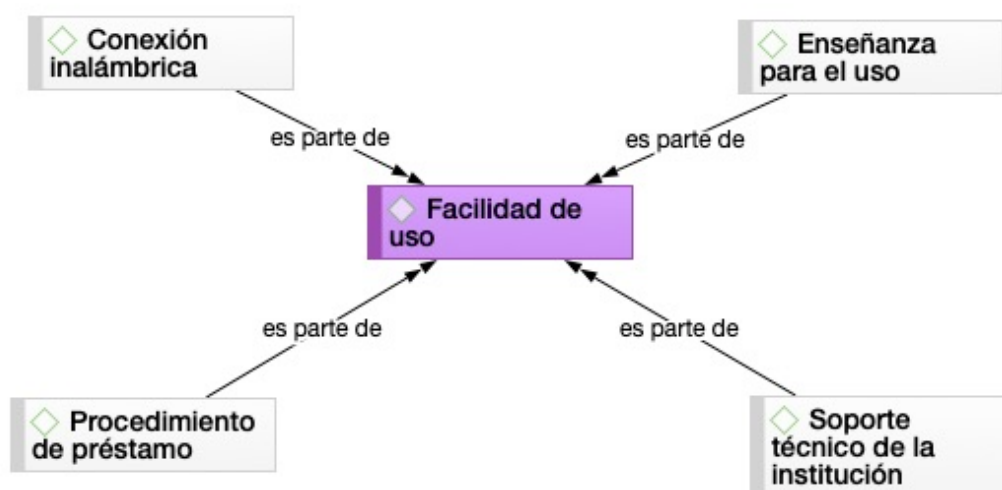 Conexión
inalámbrica
Enseñanza
para el uso
es parte de
es parte de
Facilidad de
uso
es parte de
es parte de
Procedimiento
de préstamo
Soporte
técnico de la
institución